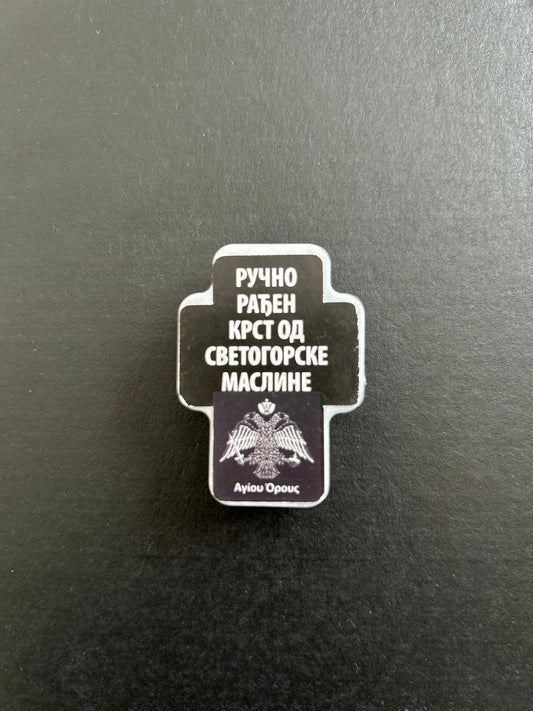 РУЧНО
РАЂЕН
КРСТ ОД
СВЕТОГОРСКЕ
МАСЛИНЕ
Αγίου Όρους